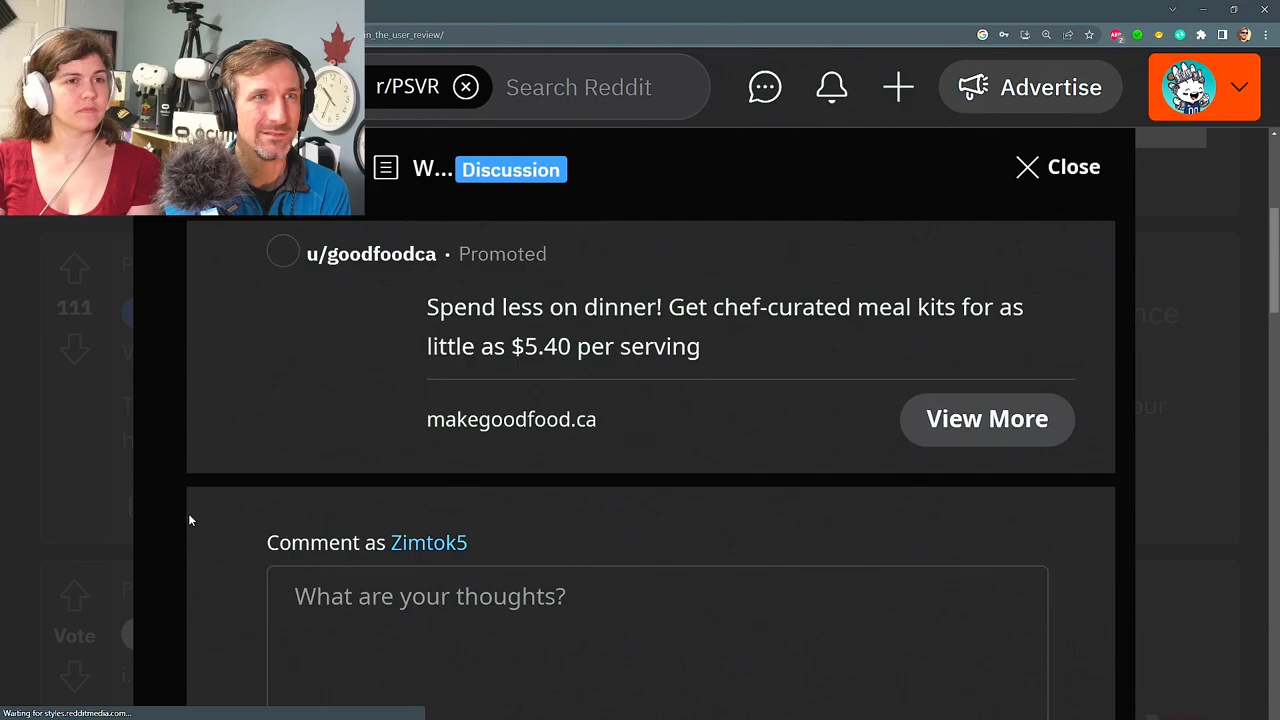 in_the_user_review/
r/PSVR
Search Reddit
Advertise
W... Discussion
Close
u/goodfoodca · Promoted
Spend less on dinner! Get chef-curated meal kits for as
little as $5.40 per serving
makegoodfood.ca
View More
111
Vote
Comment as Zimtok5
What are your thoughts?
Waiting for styles.redditmedia.com...